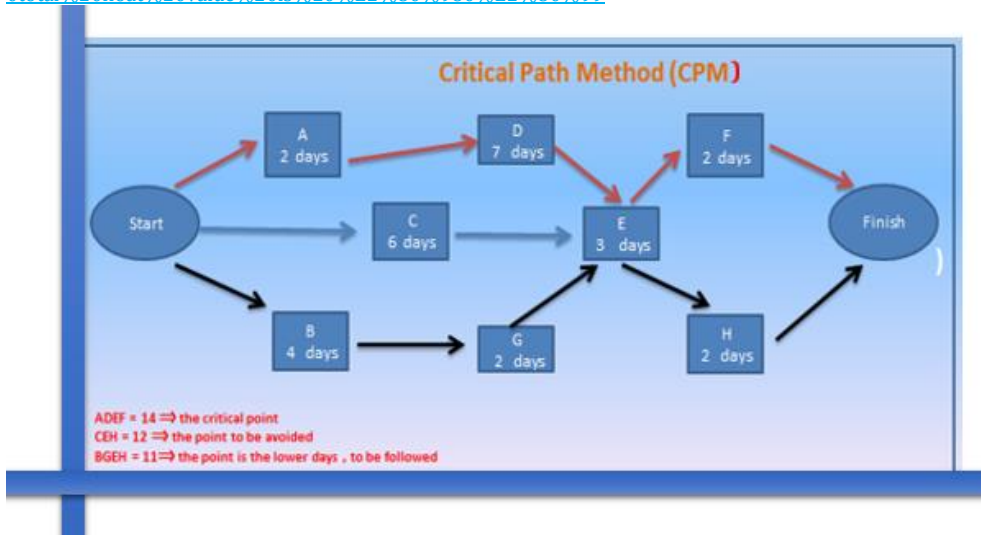 Critical Path Method (CPM)
A
2 days
D
7 days
F
2 days
Start
C
6 days
E
3 days
Finish
)
B
4 days
G
2 days
H
2 days
ADEF = 14 ⇒ the critical point
CEH = 12 ⇒ the point to be avoided
BGEH = 11⇒ the point is the lower days , to be followed